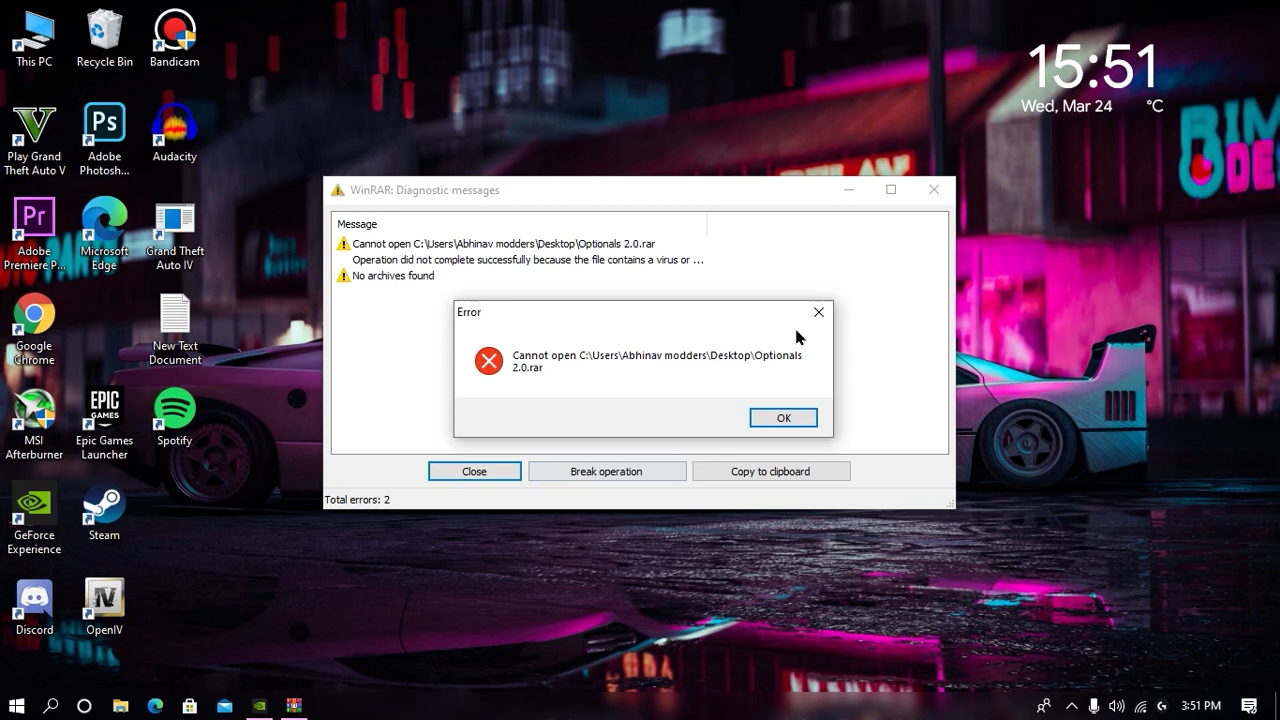 This PC
Recycle Bin
Bandicam
15:51
Wed, Mar 24 °C
V
Play Grand
Theft Auto V
Ps
Adobe
Photosh...
Audacity
WinRAR: Diagnostic messages
Message
Cannot open C:\Users\Abhinav modders\Desktop\Optionals 2.0.rar
Operation did not complete successfully because the file contains a virus or ...
No archives found
Pr
Adobe
Premiere P...
Microsoft
Edge
Grand Theft
Auto IV
Error
Cannot open C:\Users\Abhinav modders\Desktop\Optionals
2.0.rar
OK
Google
Chrome
New Text
Document
MSI
Afterburner
EPIC
GAMES
Epic Games
Launcher
Spotify
Close
Break operation
Copy to clipboard
Total errors: 2
GeForce
Experience
Steam
Discord
IV
OpenIV
3:51 PM